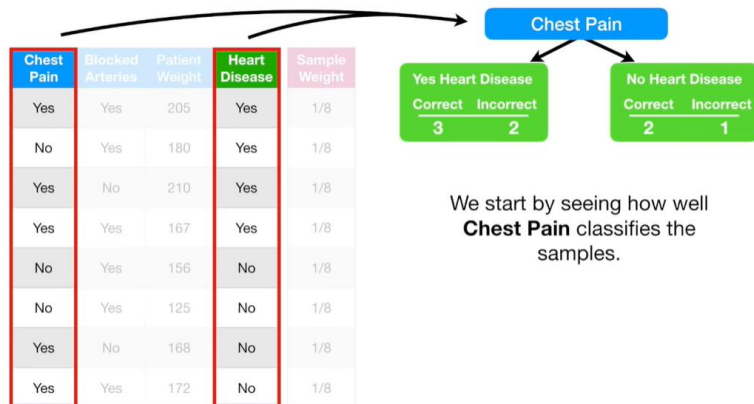 Chest Pain
Chest Blocked Patient Heart Sample
Pain Arteries Weight Disease Weight
Yes Yes 205 Yes 1/8
No Yes 180 Yes 1/8
Yes No 210 Yes 1/8
Yes Yes 167 Yes 1/8
No Yes 156 No 1/8
No Yes 125 No 1/8
Yes No 168 No 1/8
Yes Yes 172 No 1/8
Yes Heart Disease
Correct Incorrect
3 2
No Heart Disease
Correct Incorrect
2 1
We start by seeing how well
Chest Pain classifies the
samples.